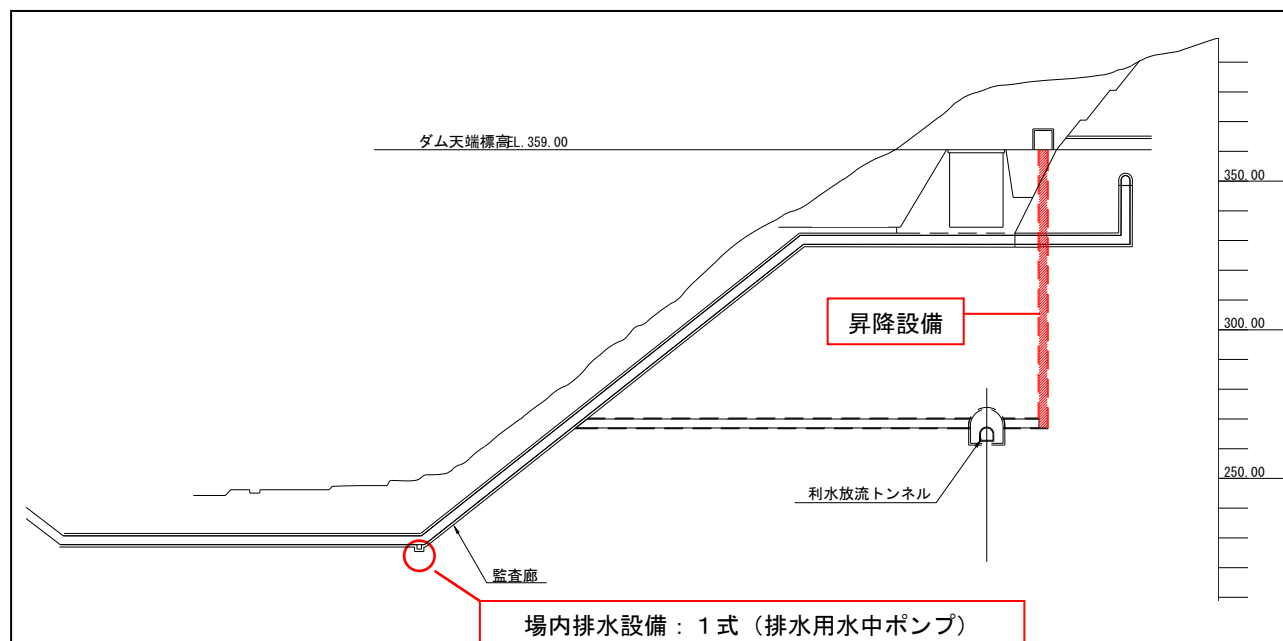 ダム天端標高EL.359.00
350.00
昇降設備
300.00
250.00
利水放流トンネル
監査廊
場内排水設備：１式（排水用水中ポンプ）